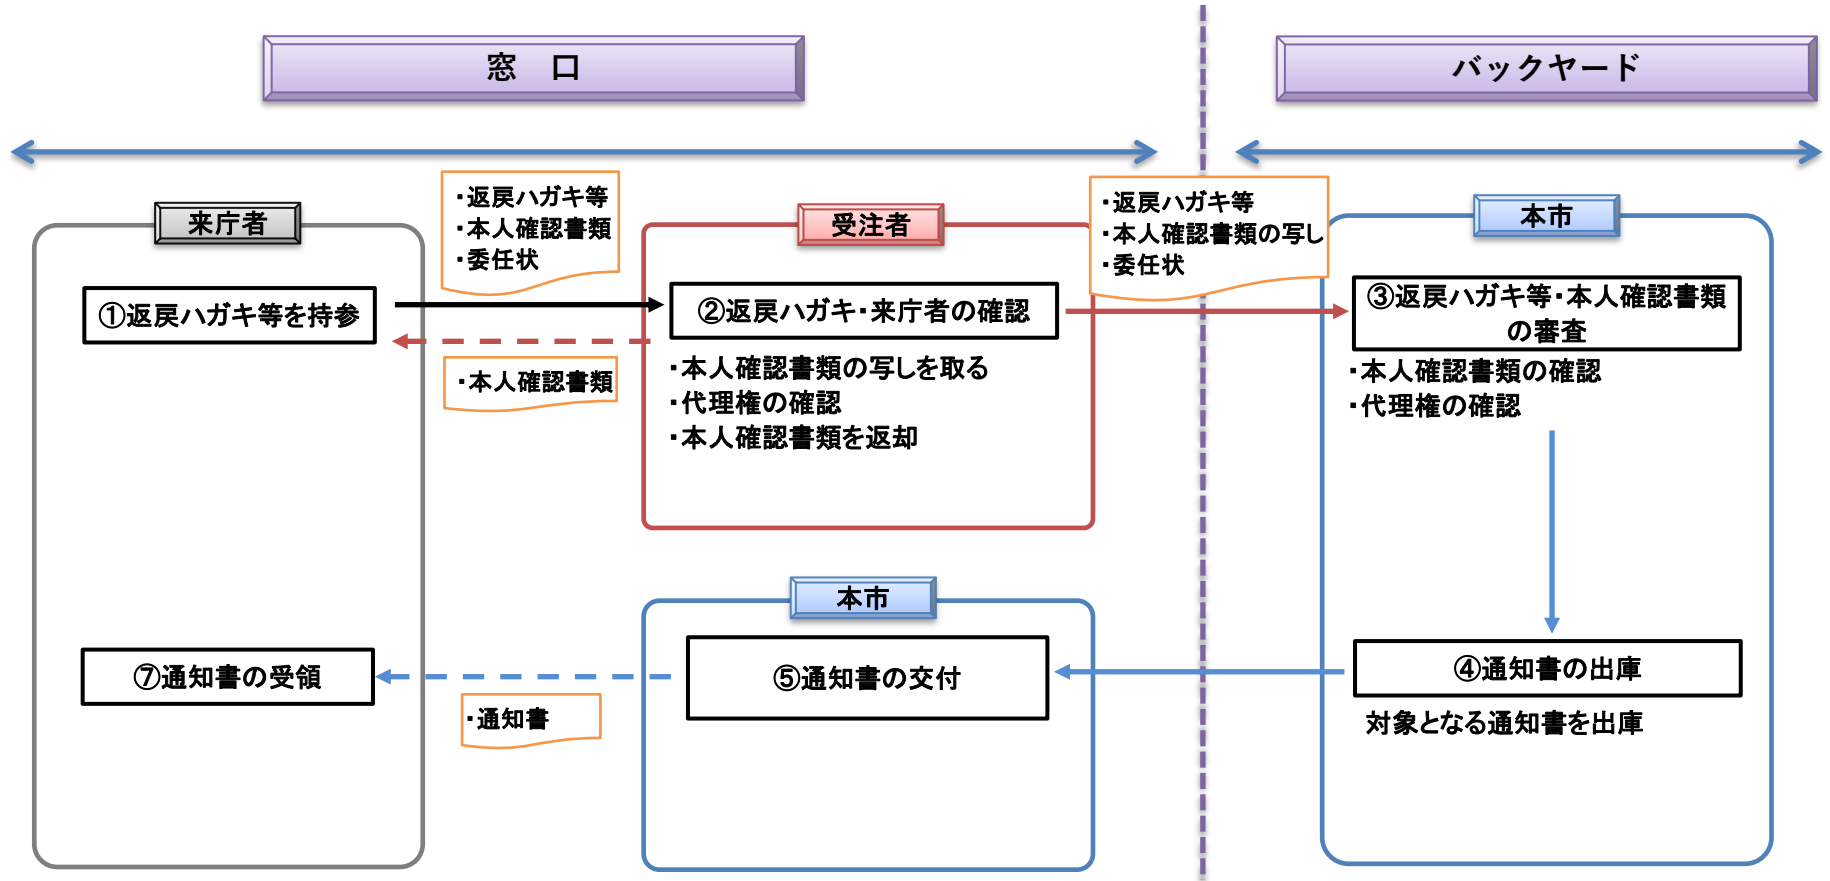 窓　口
バックヤード
・返戻ハガキ等
・本人確認書類
・委任状
・返戻ハガキ等
・本人確認書類の写し
・委任状
来庁者
受注者
本市
①返戻ハガキ等を持参
②返戻ハガキ・来庁者の確認
③返戻ハガキ等・本人確認書類
の審査
・本人確認書類
・本人確認書類の写しを取る
・代理権の確認
・本人確認書類を返却
・本人確認書類の確認
・代理権の確認
本市
⑦通知書の受領
⑤通知書の交付
④通知書の出庫
・通知書
対象となる通知書を出庫